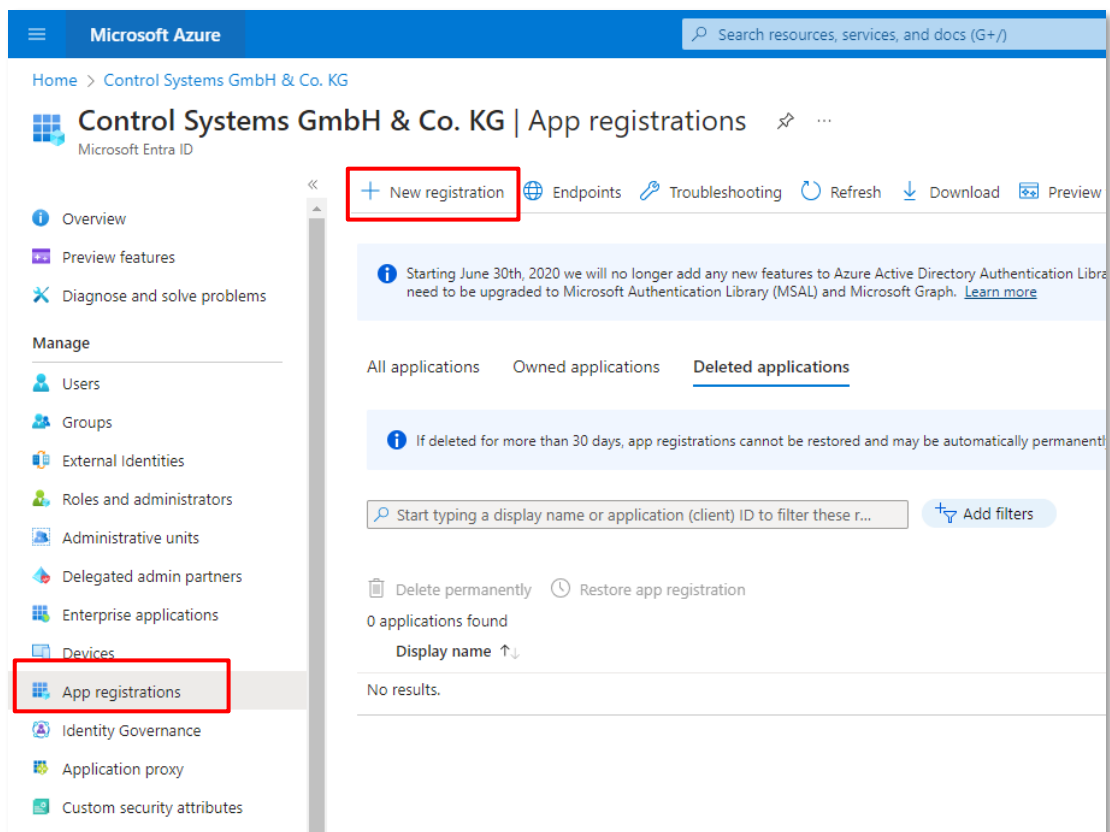 Microsoft Azure
Search resources, services, and docs (G+/)
Home > Control Systems GmbH & Co. KG
Control Systems GmbH & Co. KG | App registrations
Microsoft Entra ID
Overview
Preview features
Diagnose and solve problems
Manage
Users
Groups
External Identities
Roles and administrators
Administrative units
Delegated admin partners
Enterprise applications
Devices
App registrations
Identity Governance
Application proxy
Custom security attributes
New registration Endpoints Troubleshooting Refresh Download Preview
Starting June 30th, 2020 we will no longer add any new features to Azure Active Directory Authentication Libra
need to be upgraded to Microsoft Authentication Library (MSAL) and Microsoft Graph. Learn more
All applications Owned applications Deleted applications
If deleted for more than 30 days, app registrations cannot be restored and may be automatically permanentl
Start typing a display name or application (client) ID to filter these r... Add filters
Delete permanently Restore app registration
0 applications found
Display name
No results.